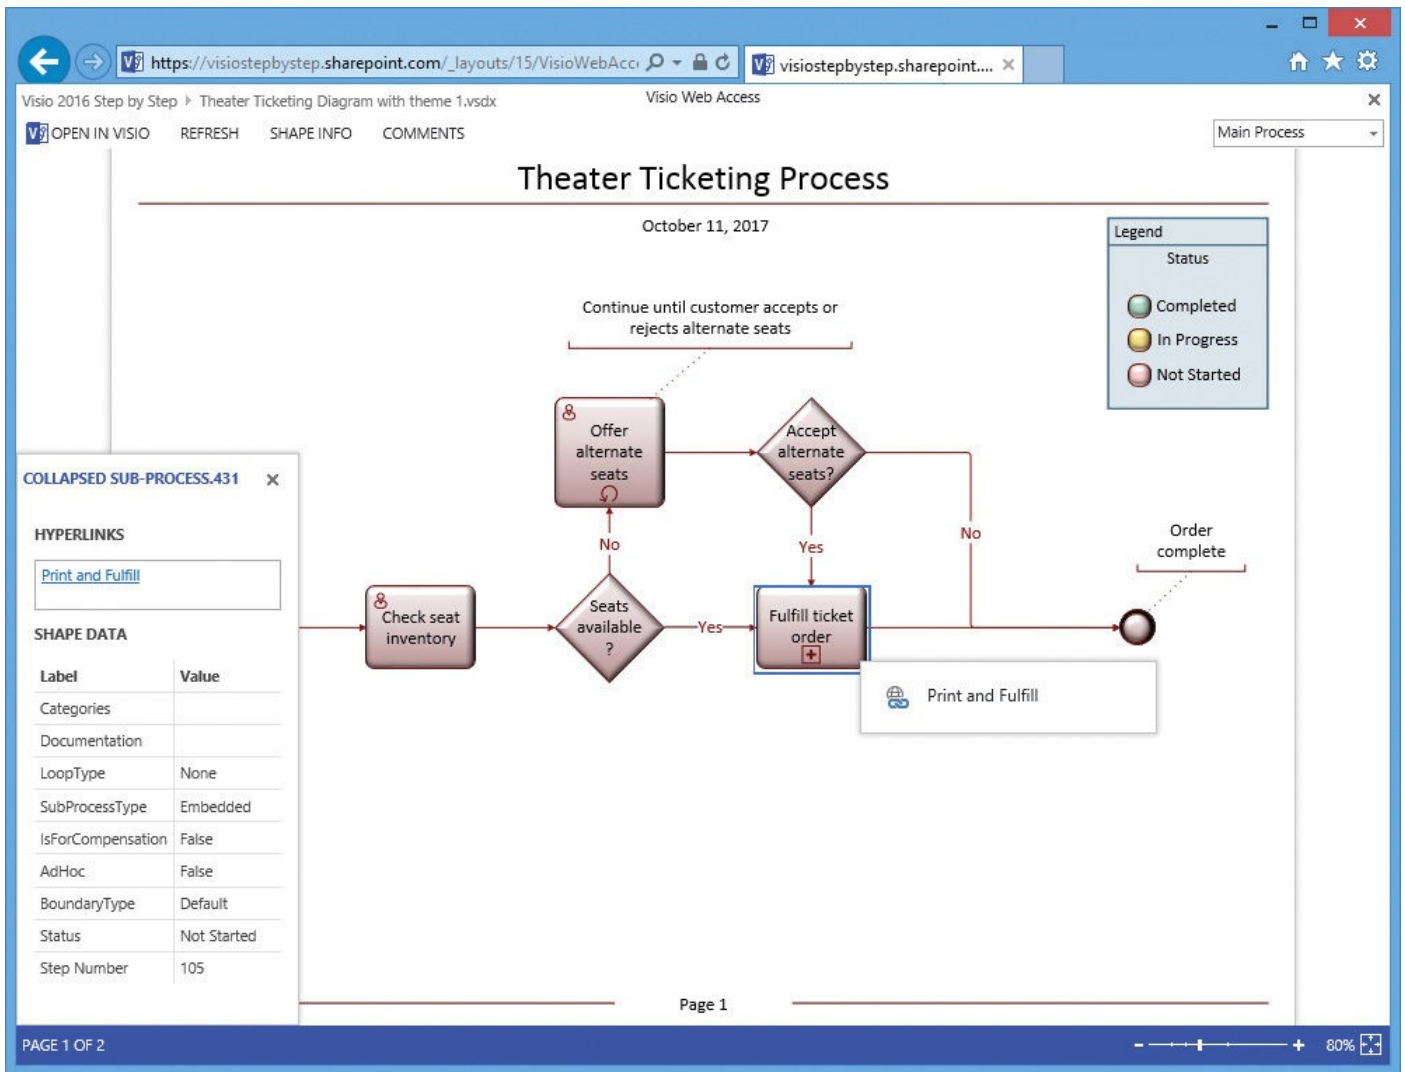 https://visiostepbystep.sharepoint.com/_layouts/15/VisioWebAcc
visiostepbystep.sharepoint....
Visio 2016 Step by Step
Theater Ticketing Diagram with theme 1.vsdx
Visio Web Access
OPEN IN VISIO
REFRESH
SHAPE INFO
COMMENTS
Main Process
Theater Ticketing Process
October 11, 2017
Legend
Status
Completed
In Progress
Not Started
Continue until customer accepts or
rejects alternate seats
Offer
alternate
seats
Accept
alternate
seats?
No
Yes
No
Order
complete
Check seat
inventory
Seats
available
?
Yes
Fulfill ticket
order
Print and Fulfill
COLLAPSED SUB-PROCESS.431
HYPERLINKS
Print and Fulfill
SHAPE DATA
Label Value
Categories
Documentation
LoopType None
SubProcessType Embedded
IsForCompensation False
AdHoc False
BoundaryType Default
Status Not Started
Step Number 105
Page 1
PAGE 1 OF 2
80%